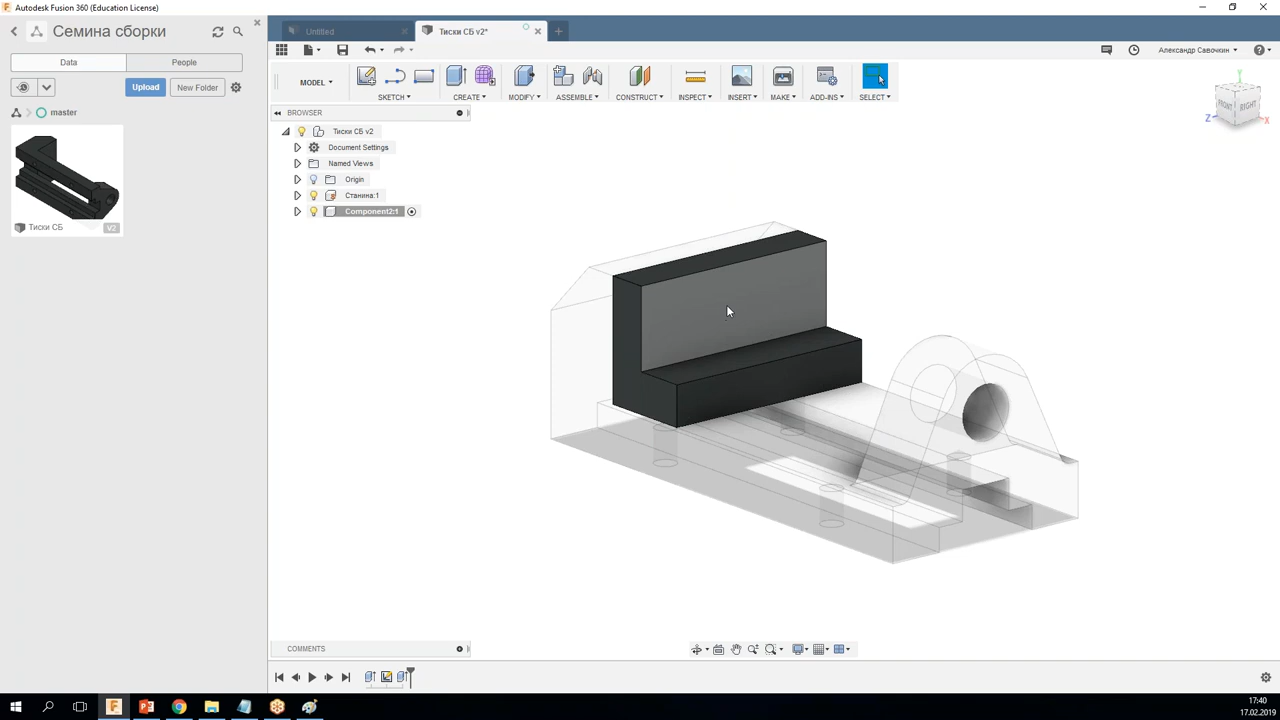 Autodesk Fusion 360 (Education License)
Семина сборки
Untitled
Тиски СБ v2*
Data
People
Александр Савочкин
Upload
New Folder
MODEL
SKETCH
CREATE
MODIFY
ASSEMBLE
CONSTRUCT
INSPECT
INSERT
MAKE
ADD-INS
SELECT
master
BROWSER
Тиски СБ v2
Document Settings
Named Views
Origin
Станина:1
Component2:1
Тиски СБ
V2
FRONT
RIGHT
Y
Z
X
COMMENTS
17:40
17.02.2019